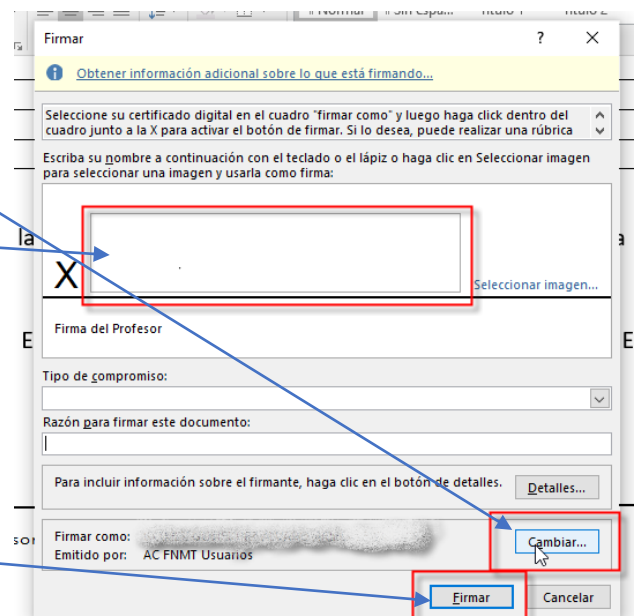 Normal
Firmar
? X
Obtener información adicional sobre lo que está firmando...
Seleccione su certificado digital en el cuadro "firmar como" y luego haga click dentro del
cuadro junto a la X para activar el botón de firmar. Si lo desea, puede realizar una rúbrica
Escriba su nombre a continuación con el teclado o el lápiz o haga clic en Seleccionar imagen
para seleccionar una imagen y usarla como firma:
la
a
X
Seleccionar imagen...
Firma del Profesor
E
E
Tipo de compromiso:
Razón para firmar este documento:
Para incluir información sobre el firmante, haga clic en el botón de detalles.
Detalles...
sor
Firmar como:
Cambiar...
Emitido por: AC FNMT Usuarios
Firmar
Cancelar